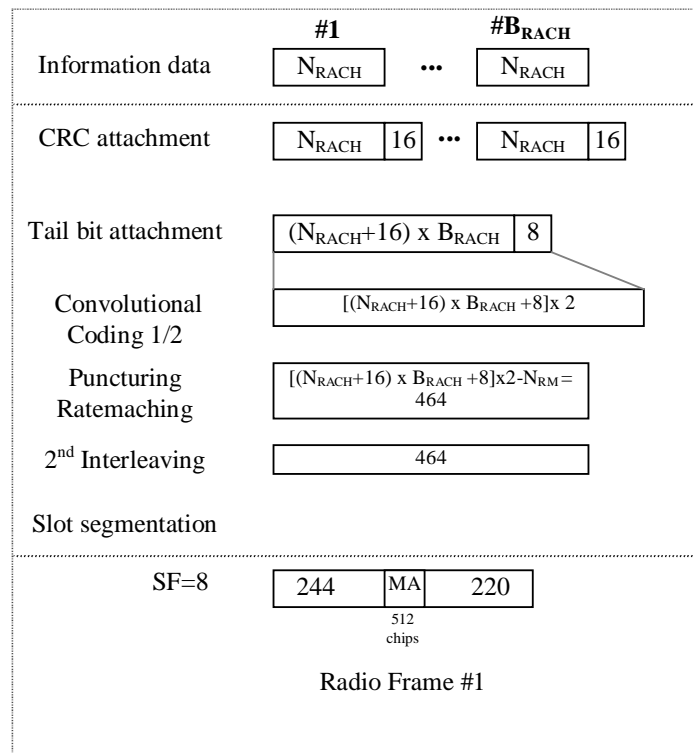 #1 #B_RACH
Information data N_RACH ... N_RACH
CRC attachment N_RACH 16 ... N_RACH 16
Tail bit attachment (N_RACH+16) x B_RACH 8
Convolutional
Coding 1/2
[(N_RACH+16) x B_RACH +8]x 2
Puncturing
Ratemaching
[(N_RACH+16) x B_RACH +8]x2-N_RM =
464
2nd Interleaving 464
Slot segmentation
SF=8 244 MA 220
512
chips
Radio Frame #1